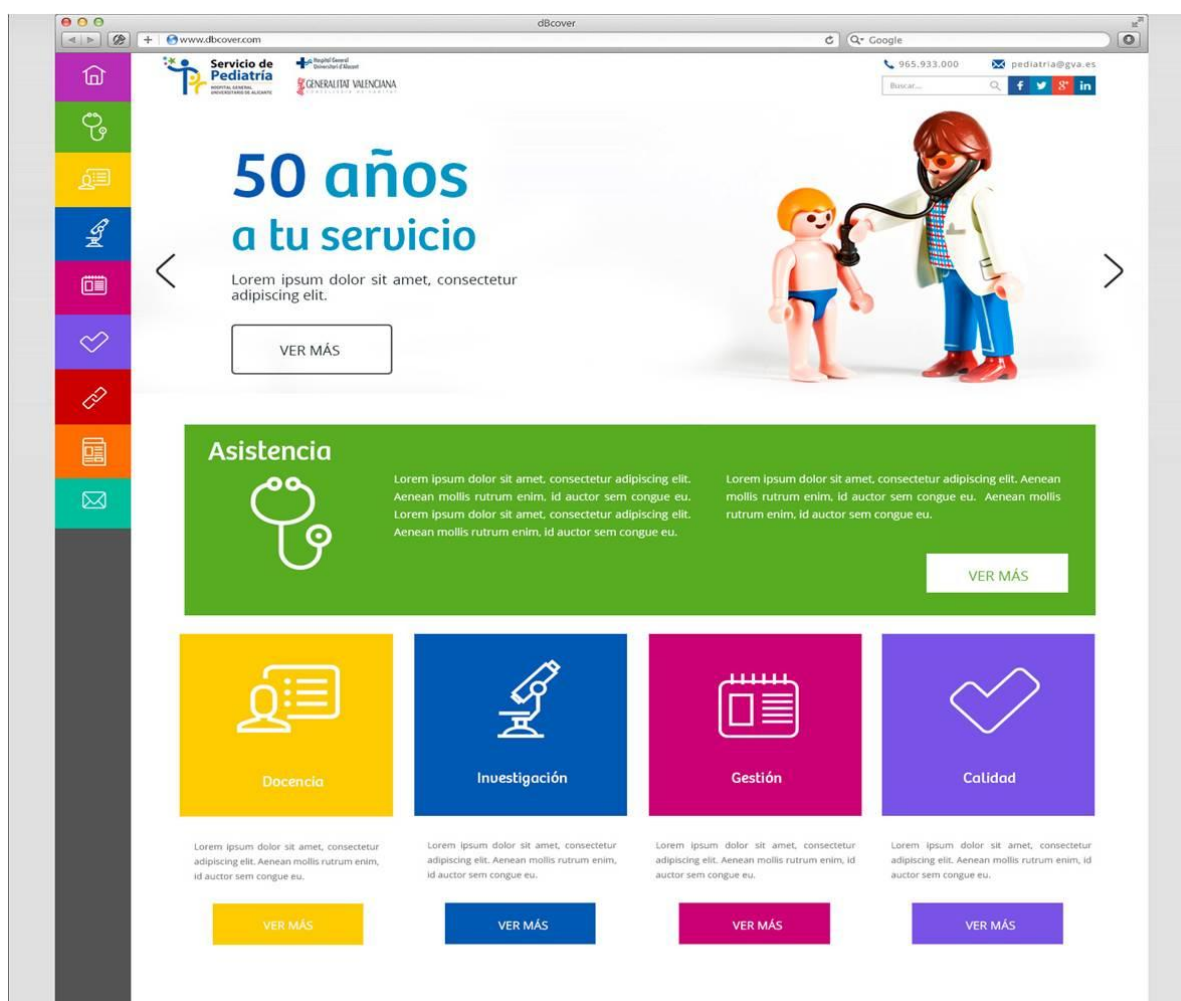 dBcover
www.dbcover.com
Google
Servicio de
Pediatría
HOSPITAL GENERAL
UNIVERSITARIO DE ALICANTE
Hospital General
Universitari d'Alacant
GENERALITAT VALENCIANA
965.933.000
pediatria@gva.es
Buscar...
50 años
a tu servicio
Lorem ipsum dolor sit amet, consectetur
adipiscing elit.
VER MÁS
Asistencia
Lorem ipsum dolor sit amet, consectetur adipiscing elit.
Aenean mollis rutrum enim, id auctor sem congue eu.
Lorem ipsum dolor sit amet, consectetur adipiscing elit.
Aenean mollis rutrum enim, id auctor sem congue eu.
Lorem ipsum dolor sit amet, consectetur adipiscing elit. Aenean
mollis rutrum enim, id auctor sem congue eu. Aenean mollis
rutrum enim, id auctor sem congue eu.
VER MÁS
Docencia
Investigación
Gestión
Calidad
Lorem ipsum dolor sit amet, consectetur
adipiscing elit. Aenean mollis rutrum enim,
id auctor sem congue eu.
Lorem ipsum dolor sit amet, consectetur
adipiscing elit. Aenean mollis rutrum enim,
id auctor sem congue eu.
Lorem ipsum dolor sit amet, consectetur
adipiscing elit. Aenean mollis rutrum enim, id
auctor sem congue eu.
Lorem ipsum dolor sit amet, consectetur
adipiscing elit. Aenean mollis rutrum enim, id
auctor sem congue eu.
VER MÁS
VER MÁS
VER MÁS
VER MÁS